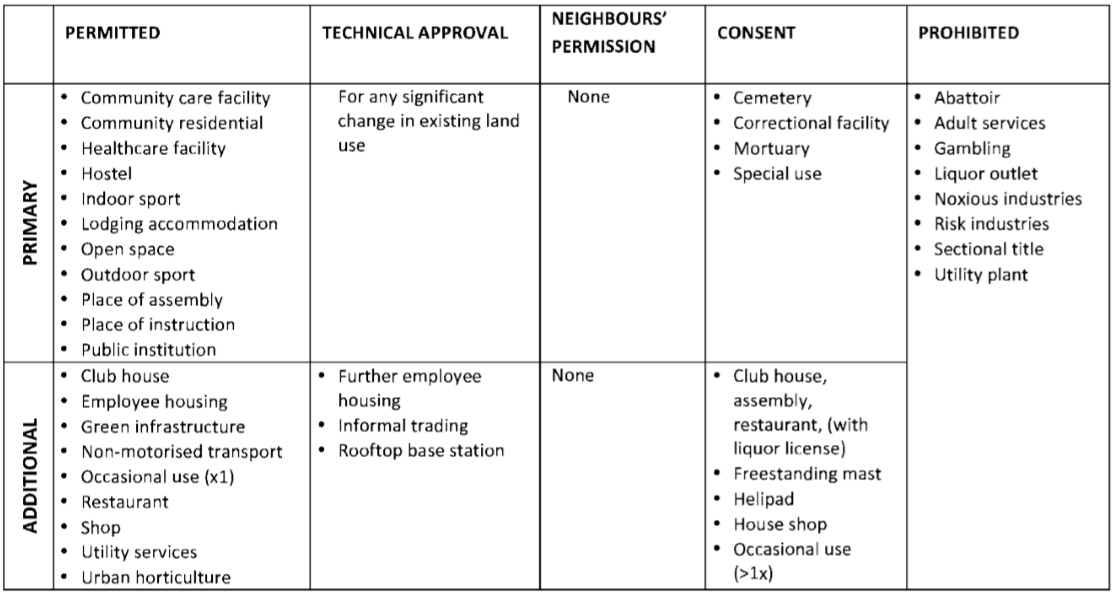 PERMITTED
TECHNICAL APPROVAL
NEIGHBOURS'
PERMISSION
CONSENT
PROHIBITED
PRIMARY
• Community care facility
• Community residential
• Healthcare facility
• Hostel
• Indoor sport
• Lodging accommodation
• Open space
• Outdoor sport
• Place of assembly
• Place of instruction
• Public institution
For any significant
change in existing land
use
None
• Cemetery
• Correctional facility
• Mortuary
• Special use
• Abattoir
• Adult services
• Gambling
• Liquor outlet
• Noxious industries
• Risk industries
• Sectional title
• Utility plant
ADDITIONAL
• Club house
• Employee housing
• Green infrastructure
• Non-motorised transport
• Occasional use (x1)
• Restaurant
• Shop
• Utility services
• Urban horticulture
• Further employee
housing
• Informal trading
• Rooftop base station
None
• Club house,
assembly,
restaurant, (with
liquor license)
• Freestanding mast
• Helipad
• House shop
• Occasional use
(>1x)